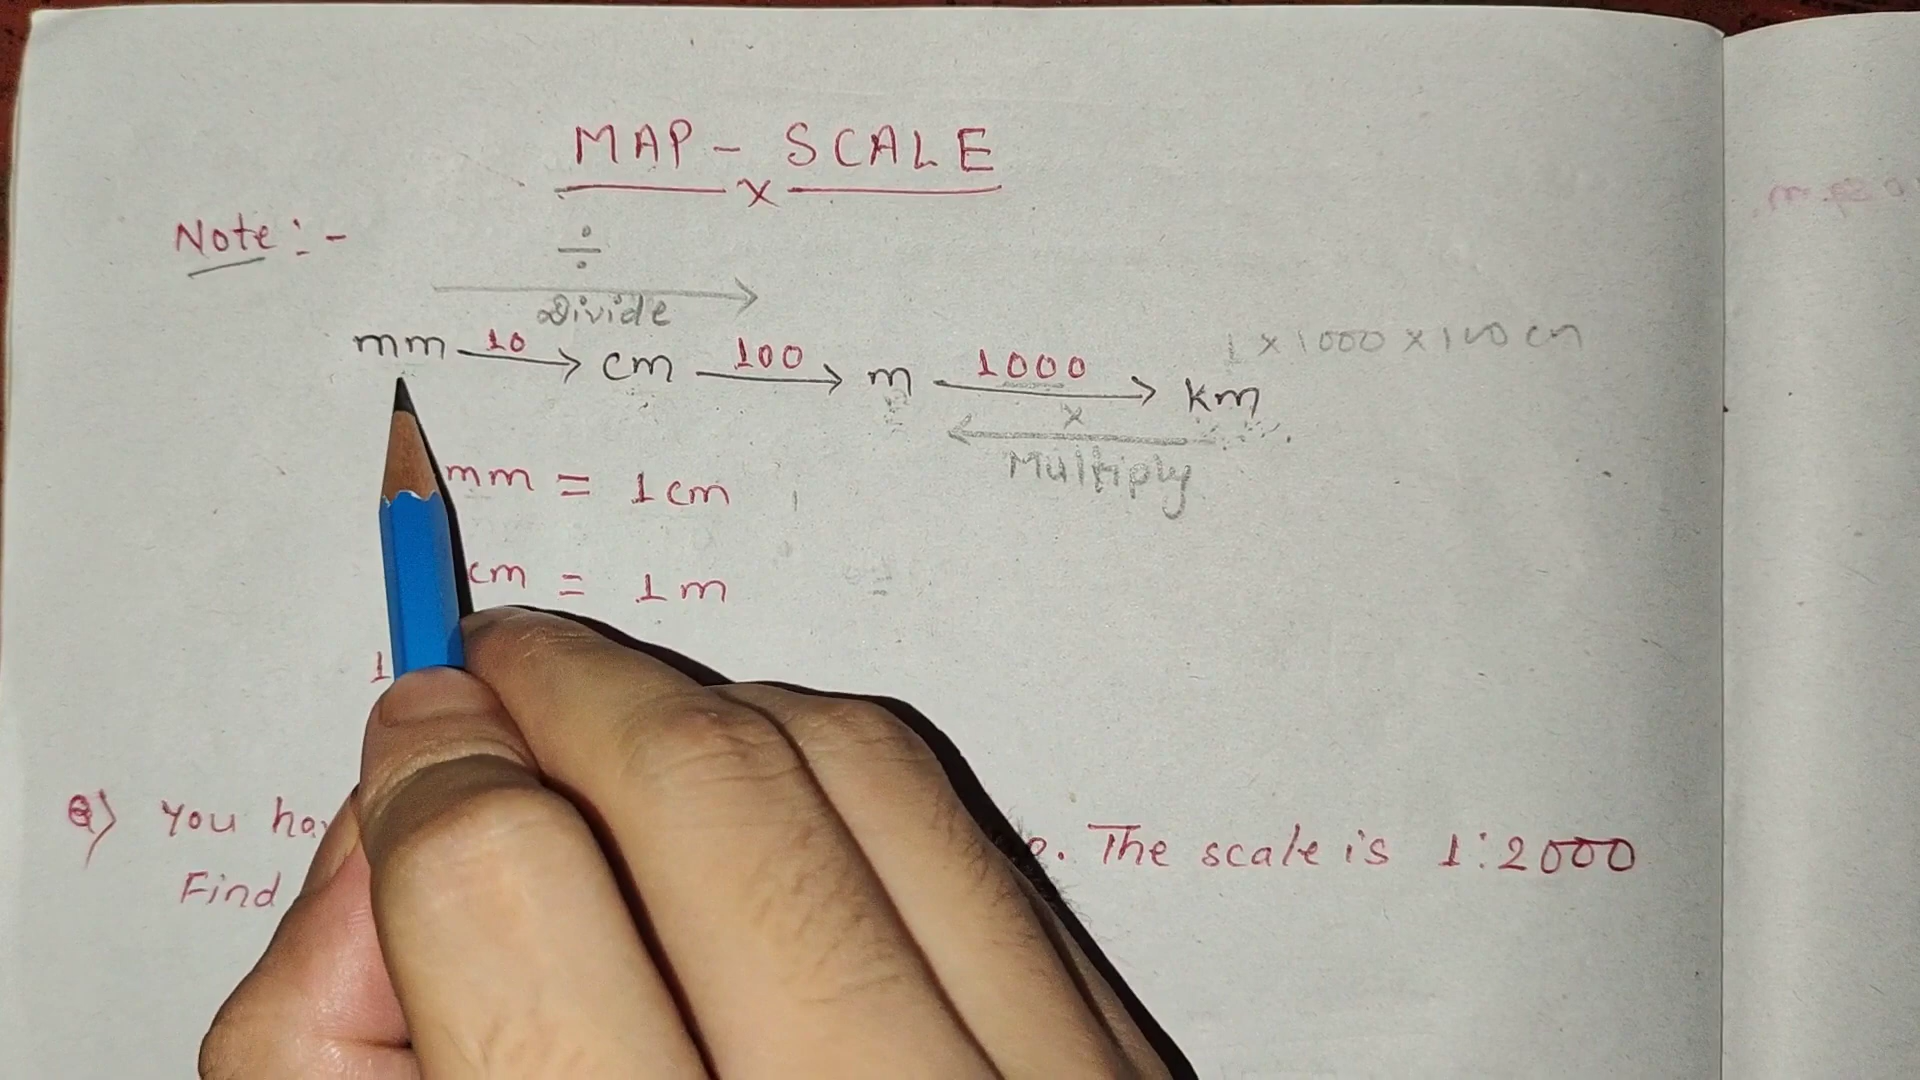 MAP - SCALE
x
Note :-
÷
Divide
mm 10 cm 100 m 1000 km 1 x 1000 x 100 cm
x
Multiply
mm = 1 cm
cm = 1 m
1
Q) You The scale is 1:2000
Find